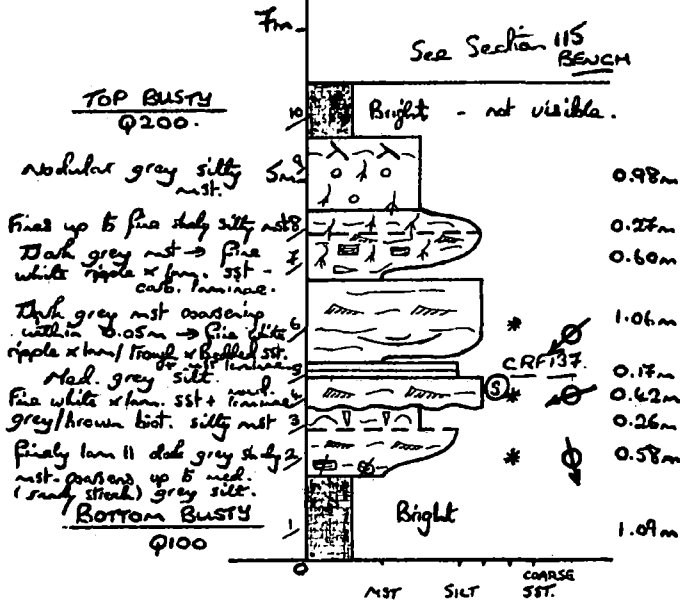 7m
See Section 115
BENCH
TOP BUSTY
Q200.
10
Bright - not visible.
Nodular grey silty
mst.
9
5m
0.98m
Fines up to fine shaly silty mst
8
0.27m
Dark grey mst → fine
white ripple x lam. sst -
carb. laminae.
7
0.60m
Dark grey mst coarsening
within 0.05m → fine white
ripple x lam/trough x Bedded sst.
6
1.06m
CRF137.
Med. grey silt.
5
0.17m
Fine white x lam. sst +
laminae
4
S
0.42m
grey/brown biot. silty mst
3
0.26m
Finely lam || dark grey shaly
mst-coarsens up to med.
(sandy streak) grey silt.
2
0.58m
BOTTOM BUSTY
Q100
1
Bright
1.09m
0
MST SILT COARSE
SST.